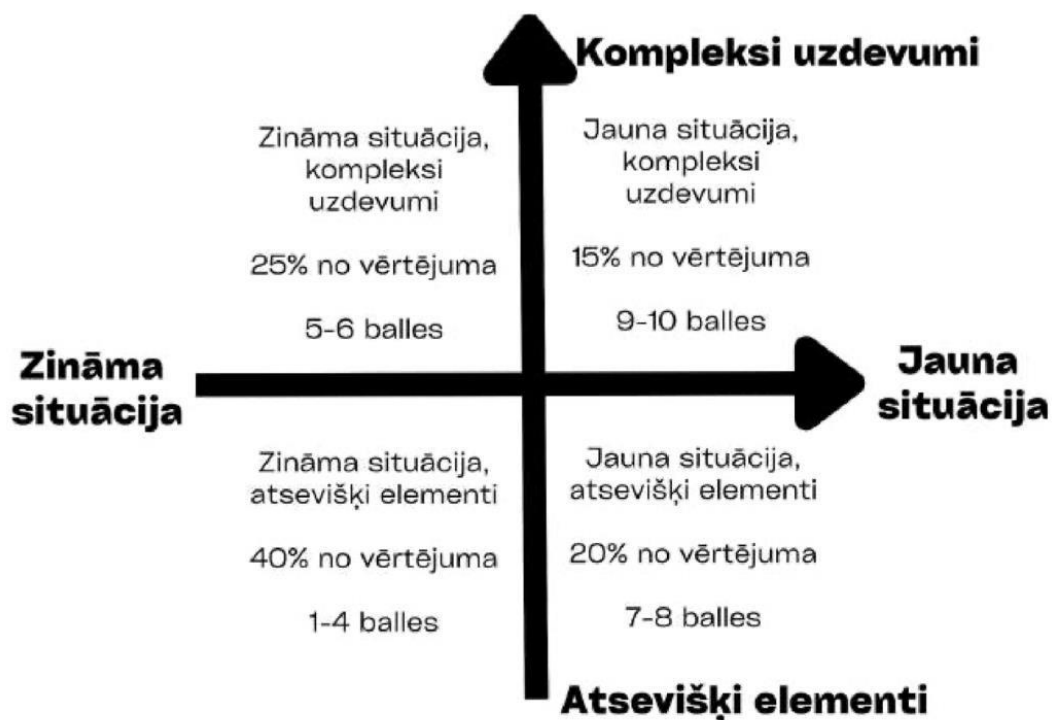 Kompleksi uzdevumi
Zināma situācija,
kompleksi
uzdevumi
25% no vērtējuma
5-6 balles
Jauna situācija,
kompleksi
uzdevumi
15% no vērtējuma
9-10 balles
Zināma
situācija
Jauna
situācija
Zināma situācija,
atsevišķi elementi
40% no vērtējuma
1-4 balles
Jauna situācija,
atsevišķi elementi
20% no vērtējuma
7-8 balles
Atsevišķi elementi